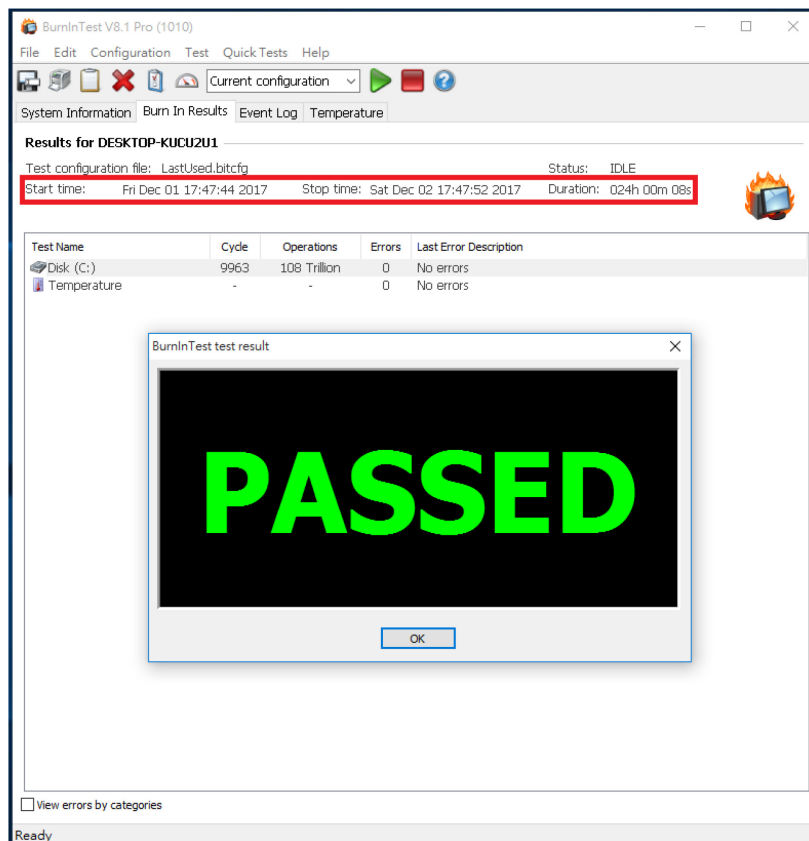 BurnInTest V8.1 Pro (1010)
File Edit Configuration Test Quick Tests Help
Current configuration
System Information Burn In Results Event Log Temperature
Results for DESKTOP-KUCU2U1
Test configuration file: LastUsed.bitcfg Status: IDLE
Start time: Fri Dec 01 17:47:44 2017 Stop time: Sat Dec 02 17:47:52 2017 Duration: 024h 00m 08s
Test Name Cycle Operations Errors Last Error Description
Disk (C:) 9963 108 Trillion 0 No errors
Temperature - - 0 No errors
BurnInTest test result
PASSED
OK
View errors by categories
Ready